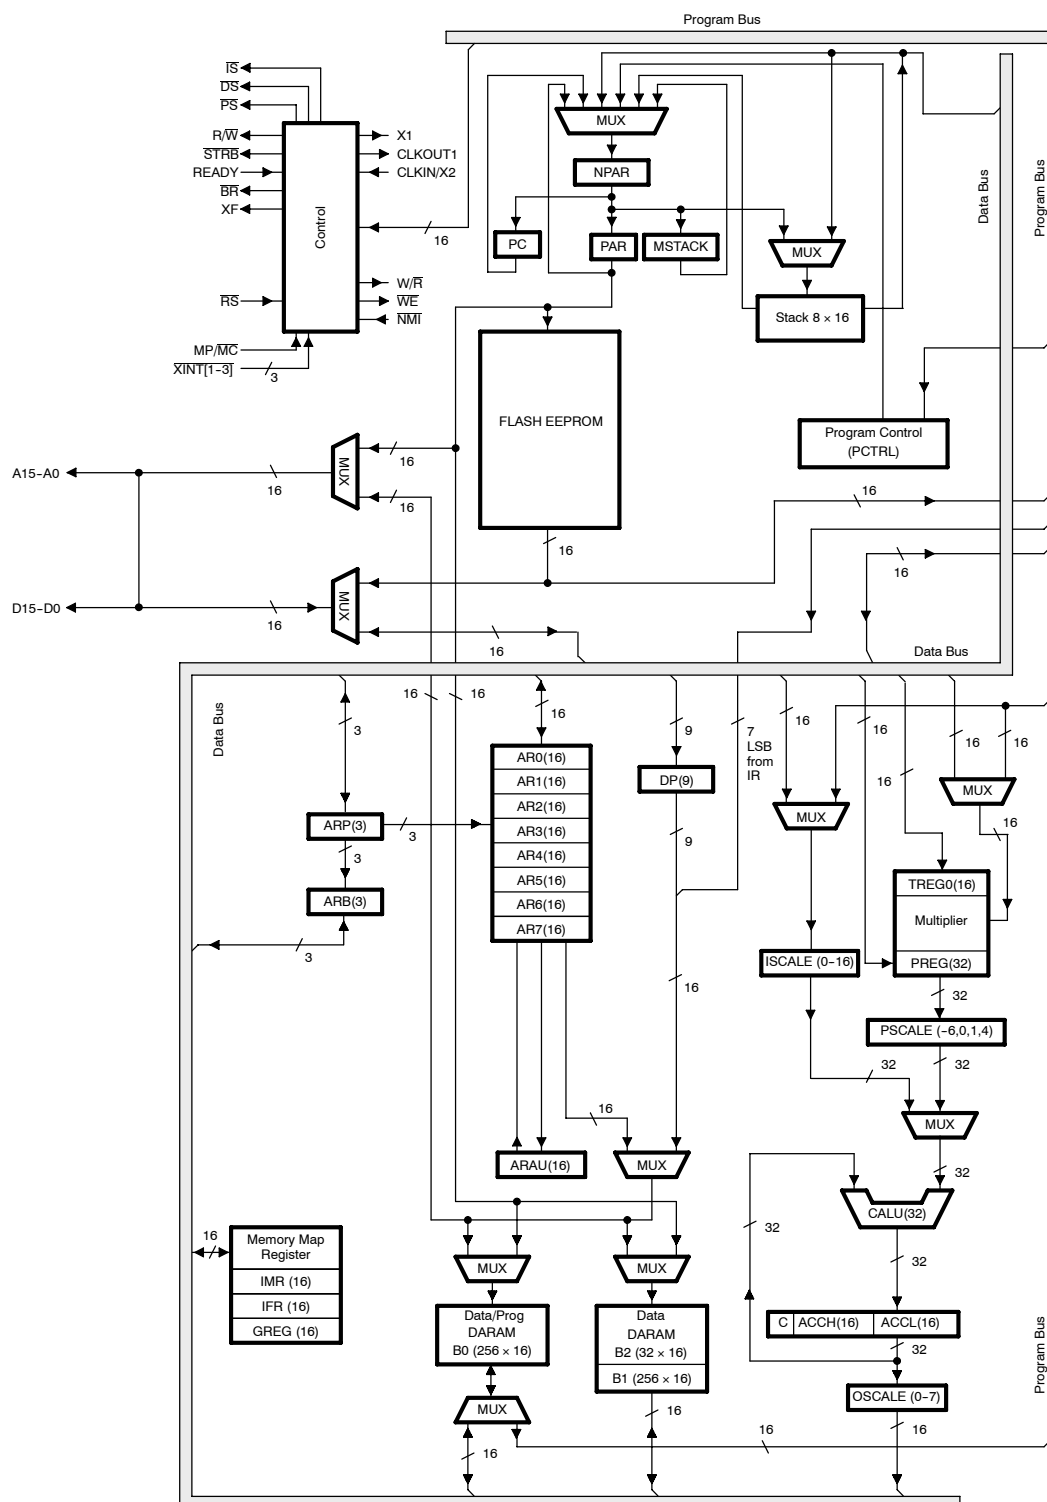 Program Bus
IS
DS
PS
R/W
STRB
READY
BR
XF
X1
CLKOUT1
CLKIN/X2
Control
16
W/R
WE
NMI
RS
MP/MC
XINT[1-3]
3
MUX
NPAR
PC
PAR
MSTACK
MUX
Stack 8 × 16
Data Bus
Program Bus
FLASH EEPROM
Program Control
(PCTRL)
A15-A0
16
MUX
16
16
16
16
16
D15-D0
16
MUX
16
Data Bus
Data Bus
3
16
16
16
9
7
LSB
from
IR
16
16
16
16
16
AR0(16)
AR1(16)
AR2(16)
AR3(16)
AR4(16)
AR5(16)
AR6(16)
AR7(16)
DP(9)
9
MUX
MUX
16
ARP(3)
3
3
ARB(3)
3
TREG0(16)
Multiplier
PREG(32)
ISCALE (0-16)
16
32
PSCALE (-6,0,1,4)
32
32
16
MUX
ARAU(16)
MUX
32
CALU(32)
32
32
16
Memory Map
Register
IMR (16)
IFR (16)
GREG (16)
MUX
MUX
Data/Prog
DARAM
B0 (256 × 16)
Data
DARAM
B2 (32 × 16)
B1 (256 × 16)
C
ACCH(16)
ACCL(16)
32
OSCALE (0-7)
MUX
16
16
16
16
Program Bus